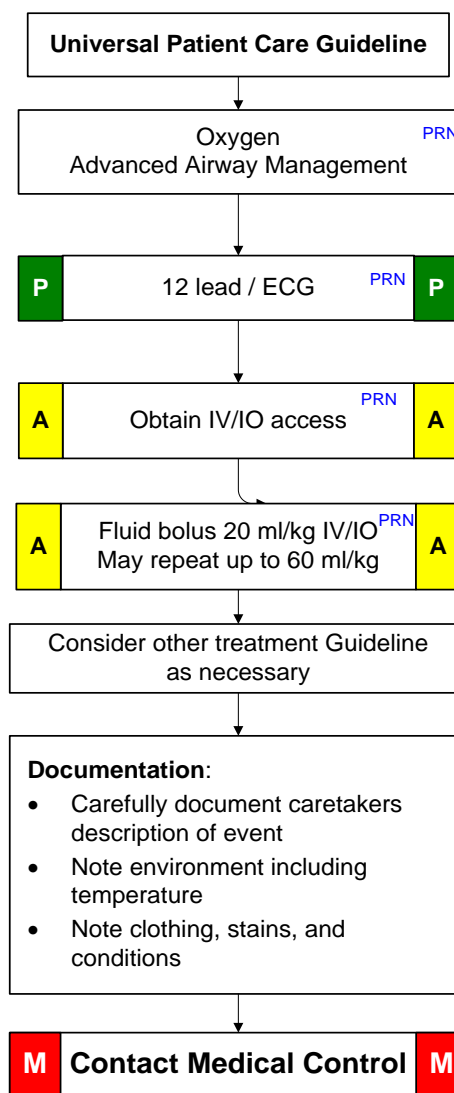 Universal Patient Care Guideline
Oxygen PRN
Advanced Airway Management
P 12 lead / ECG PRN P
A Obtain IV/IO access PRN A
A Fluid bolus 20 ml/kg IV/IO PRN A
May repeat up to 60 ml/kg
Consider other treatment Guideline
as necessary
Documentation:
• Carefully document caretakers
description of event
• Note environment including
temperature
• Note clothing, stains, and
conditions
M Contact Medical Control M